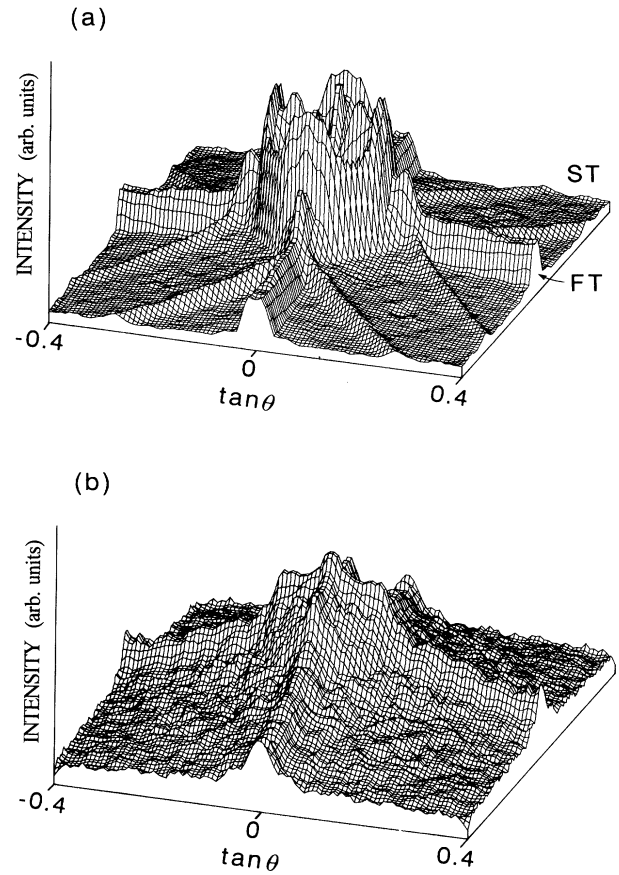 (a)
INTENSITY (arb. units)
ST
FT
-0.4
0
0.4
tanθ
(b)
INTENSITY (arb. units)
-0.4
0
0.4
tanθ